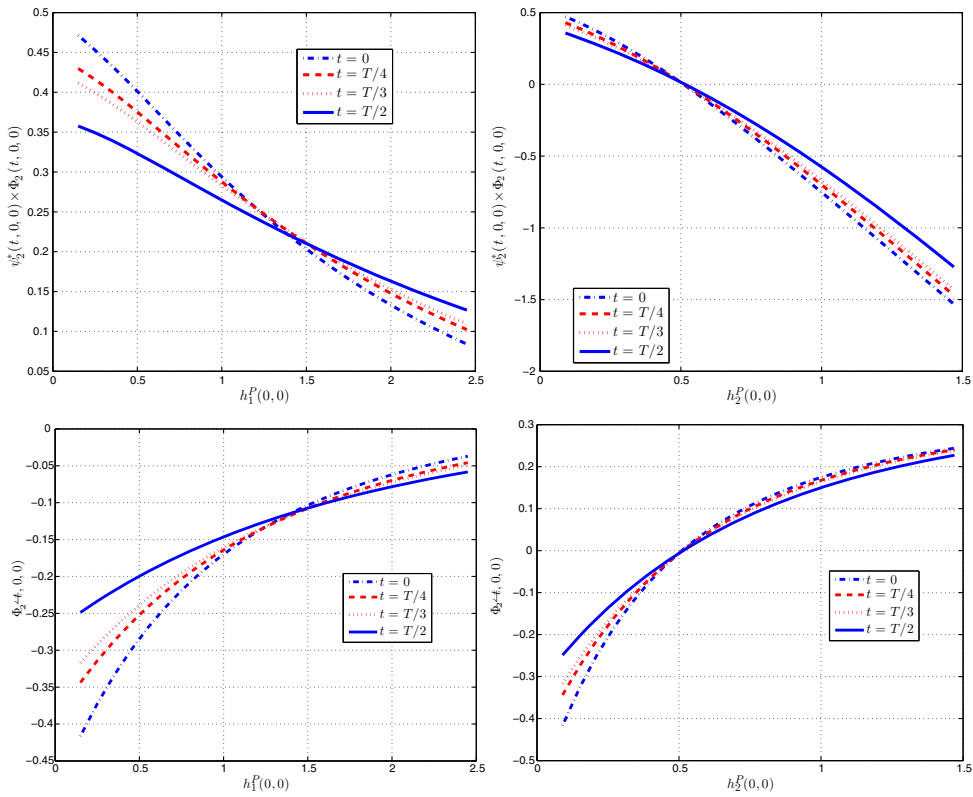 0.5
0.45
0.4
0.35
0.3
0.25
0.2
0.15
0.1
0.05
0
0.5
1
1.5
2
2.5
ψ₂*(t, 0, 0) × Φ₂(t, 0, 0)
h₁ᴾ(0, 0)
t = 0
t = T/4
t = T/3
t = T/2
0.5
0
−0.5
−1
−1.5
−2
0
0.5
1
1.5
ψ₂*(t, 0, 0) × Φ₂(t, 0, 0)
h₂ᴾ(0, 0)
t = 0
t = T/4
t = T/3
t = T/2
0
−0.05
−0.1
−0.15
−0.2
−0.25
−0.3
−0.35
−0.4
−0.45
0
0.5
1
1.5
2
2.5
t, 0, 0)
h₁ᴾ(0, 0)
t = 0
t = T/4
t = T/3
t = T/2
0.3
0.2
0.1
0
−0.1
−0.2
−0.3
−0.4
−0.5
0
0.5
1
1.5
t, 0, 0)
h₂ᴾ(0, 0)
t = 0
t = T/4
t = T/3
t = T/2